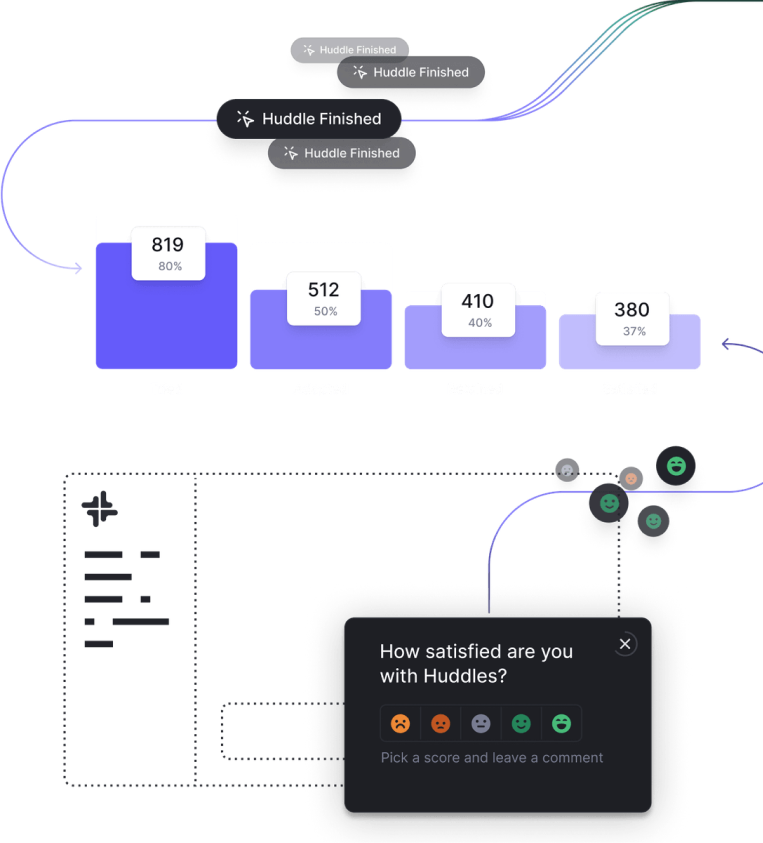 Huddle Finished
Huddle Finished
Huddle Finished
Huddle Finished
819
80%
512
50%
410
40%
380
37%
How satisfied are you
with Huddles?
Pick a score and leave a comment